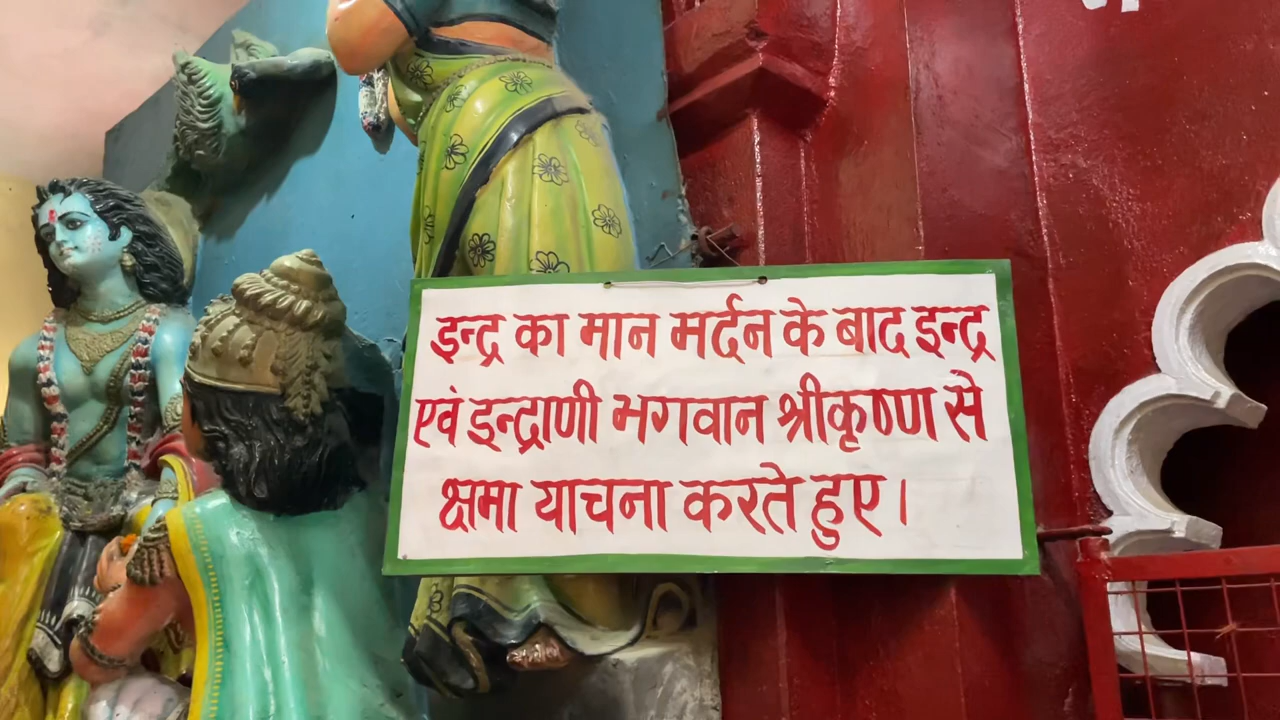 इन्द्र का मान मर्दन के बाद इन्द्र
एवं इन्द्राणी भगवान श्रीकृष्ण से
क्षमा याचना करते हुए।